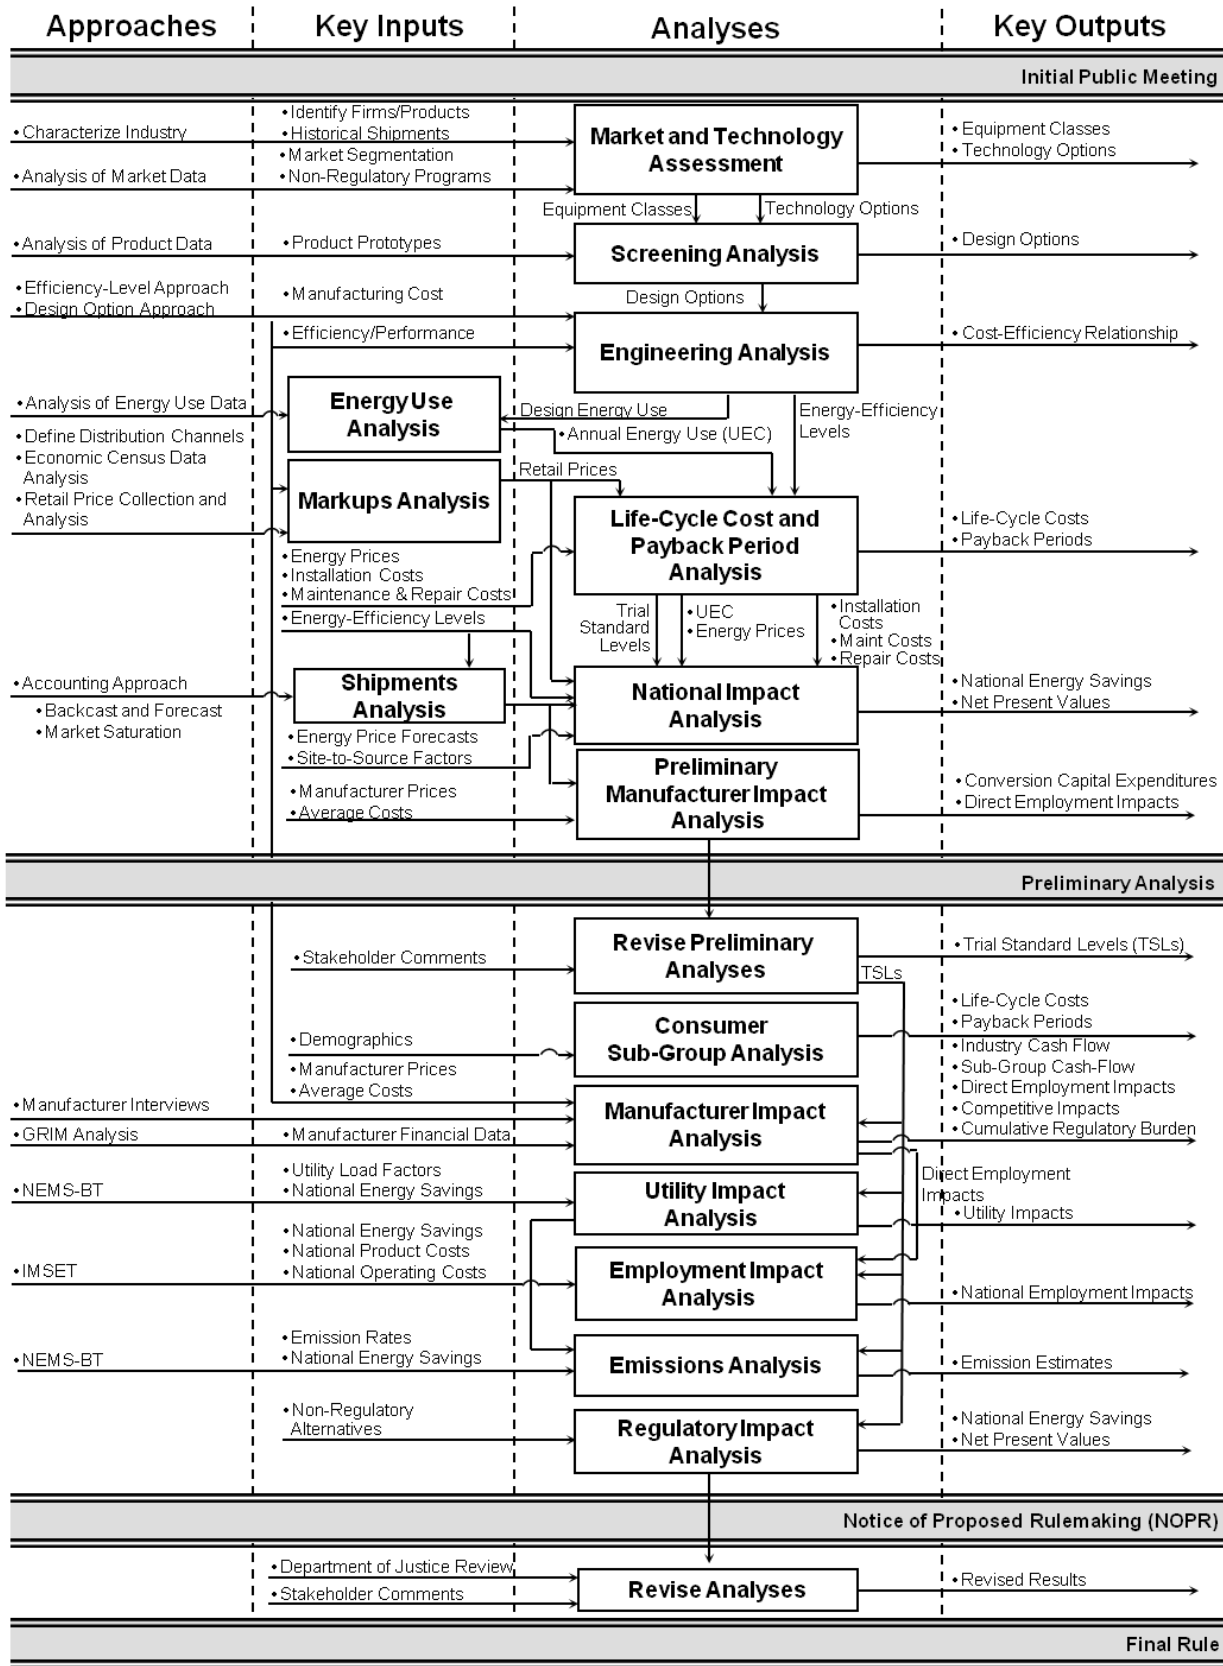 Approaches
Key Inputs
Analyses
Key Outputs
Initial Public Meeting
• Characterize Industry
• Analysis of Market Data
• Identify Firms/Products
• Historical Shipments
• Market Segmentation
• Non-Regulatory Programs
Market and Technology
Assessment
• Equipment Classes
• Technology Options
Equipment Classes
Technology Options
• Analysis of Product Data
• Product Prototypes
Screening Analysis
• Design Options
• Efficiency-Level Approach
• Design Option Approach
• Manufacturing Cost
• Efficiency/Performance
Design Options
Engineering Analysis
• Cost-Efficiency Relationship
• Analysis of Energy Use Data
Energy Use
Analysis
Design Energy Use
• Annual Energy Use (UEC)
Energy-Efficiency
Levels
• Define Distribution Channels
• Economic Census Data
Analysis
• Retail Price Collection and
Analysis
Markups Analysis
Retail Prices
Life-Cycle Cost and
Payback Period
Analysis
• Life-Cycle Costs
• Payback Periods
• Energy Prices
• Installation Costs
• Maintenance & Repair Costs
• Energy-Efficiency Levels
Trial
Standard
Levels
• UEC
• Energy Prices
• Installation
Costs
• Maint Costs
• Repair Costs
• Accounting Approach
• Backcast and Forecast
• Market Saturation
Shipments
Analysis
National Impact
Analysis
• National Energy Savings
• Net Present Values
• Energy Price Forecasts
• Site-to-Source Factors
• Manufacturer Prices
• Average Costs
Preliminary
Manufacturer Impact
Analysis
• Conversion Capital Expenditures
• Direct Employment Impacts
Preliminary Analysis
• Stakeholder Comments
Revise Preliminary
Analyses
• Trial Standard Levels (TSLs)
TSLs
• Demographics
Consumer
Sub-Group Analysis
• Life-Cycle Costs
• Payback Periods
• Manufacturer Prices
• Average Costs
• Manufacturer Interviews
• GRIM Analysis
• Manufacturer Financial Data
Manufacturer Impact
Analysis
• Industry Cash Flow
• Sub-Group Cash-Flow
• Direct Employment Impacts
• Competitive Impacts
• Cumulative Regulatory Burden
Direct Employment
Impacts
• NEMS-BT
• Utility Load Factors
• National Energy Savings
Utility Impact
Analysis
• Utility Impacts
• IMSET
• National Energy Savings
• National Product Costs
• National Operating Costs
Employment Impact
Analysis
• National Employment Impacts
• NEMS-BT
• Emission Rates
• National Energy Savings
Emissions Analysis
• Emission Estimates
• Non-Regulatory
Alternatives
Regulatory Impact
Analysis
• National Energy Savings
• Net Present Values
Notice of Proposed Rulemaking (NOPR)
• Department of Justice Review
• Stakeholder Comments
Revise Analyses
• Revised Results
Final Rule